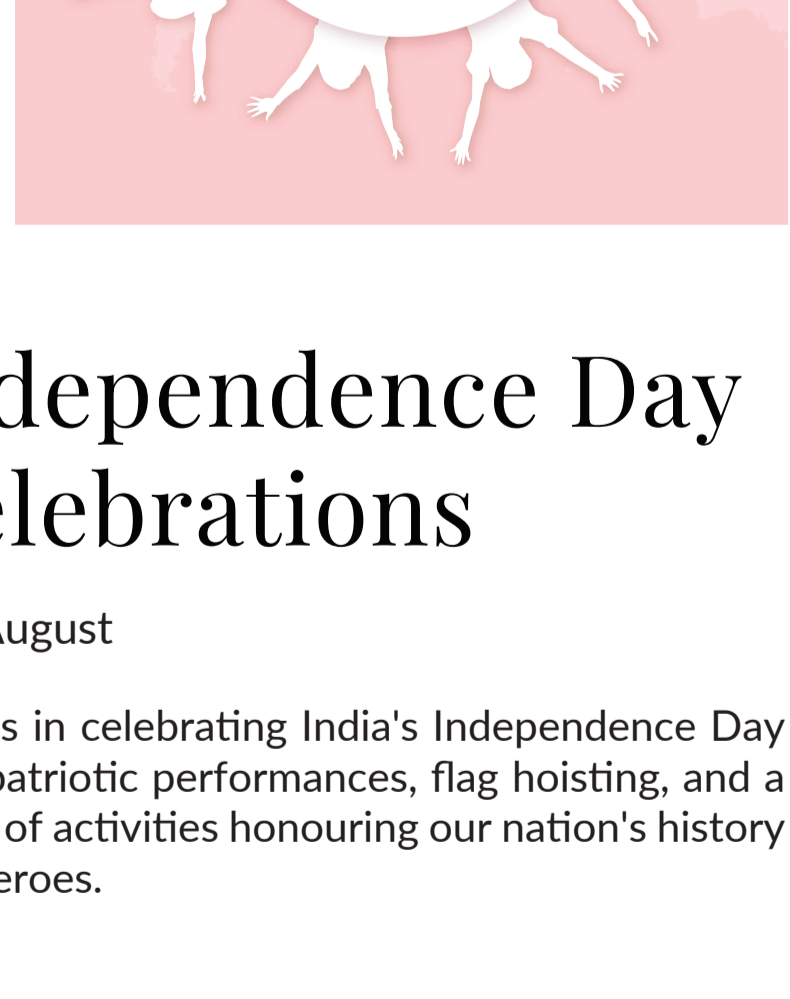 dependence Day
elebrations
August
s in celebrating India's Independence Day
patriotic performances, flag hoisting, and a
of activities honouring our nation's history
eroes.